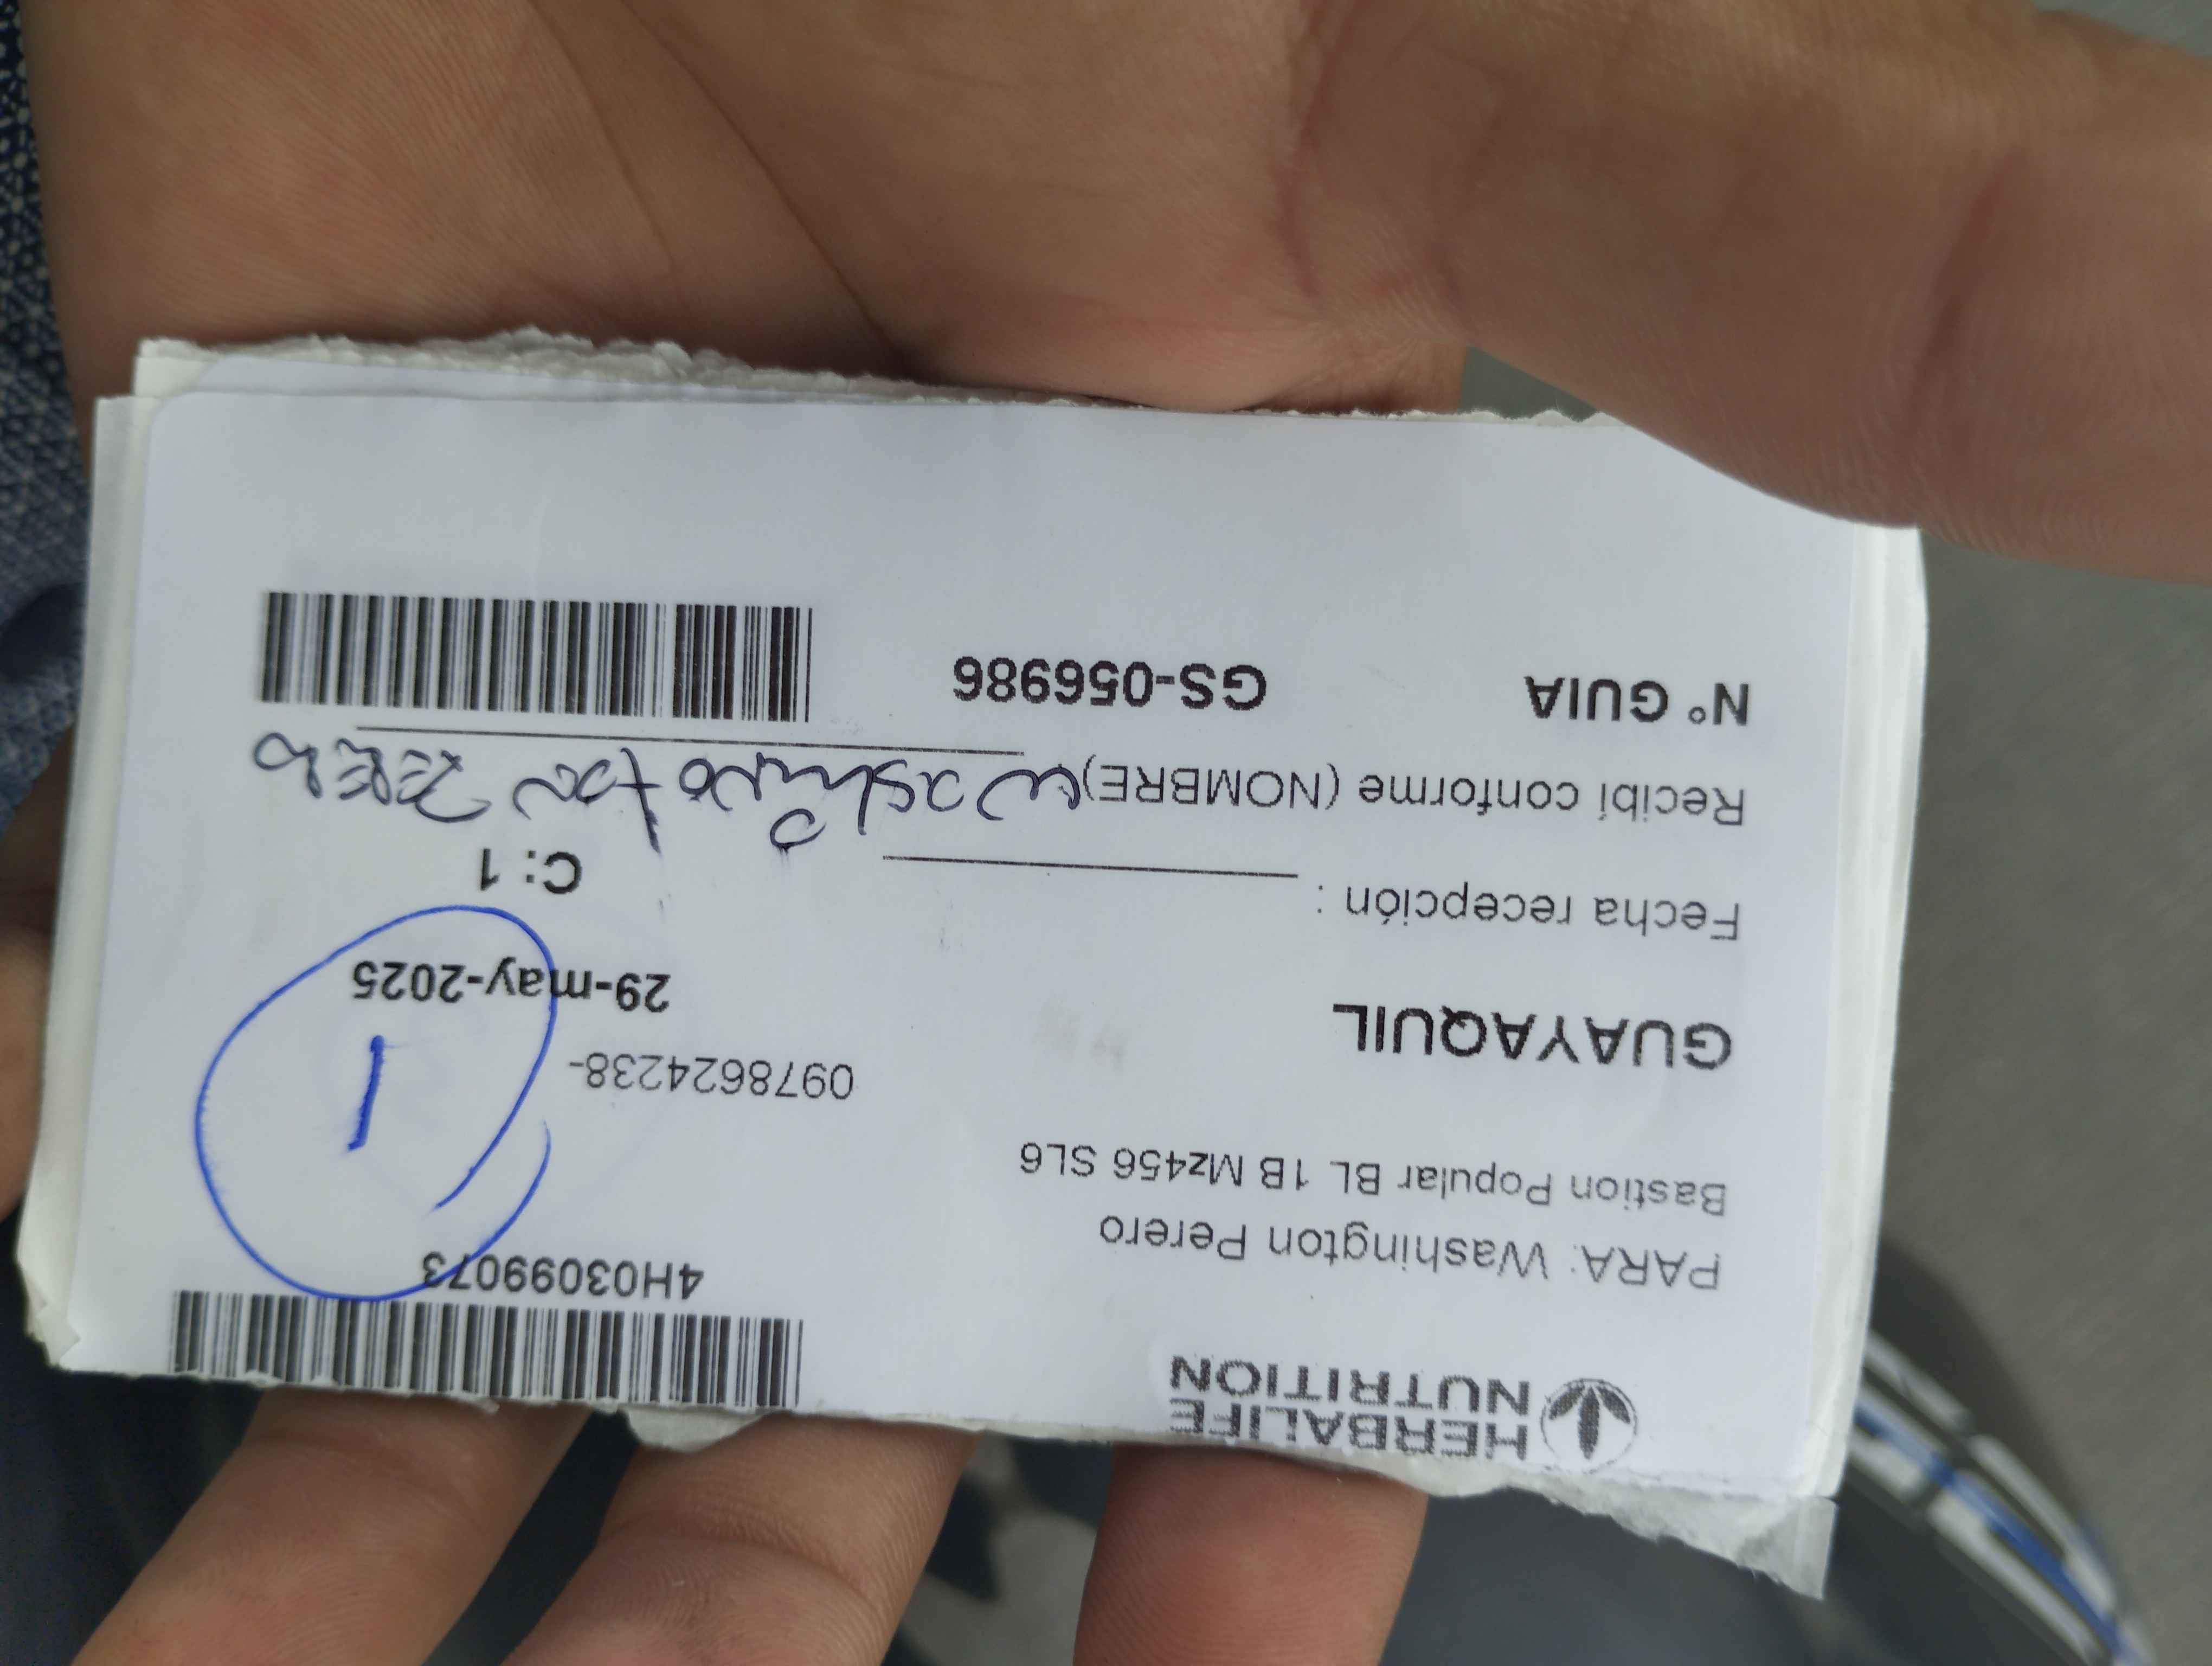 HERBALIFE
NUTRITION
4H03099073
PARA: Washington Perero
Bastion Popular BL 1B Mz456 SL6
0978624238-
1
GUAYAQUIL
29-may-2025
Fecha recepción :
C: 1
Recibí conforme (NOMBRE) Washington
N° GUIA GS-056986